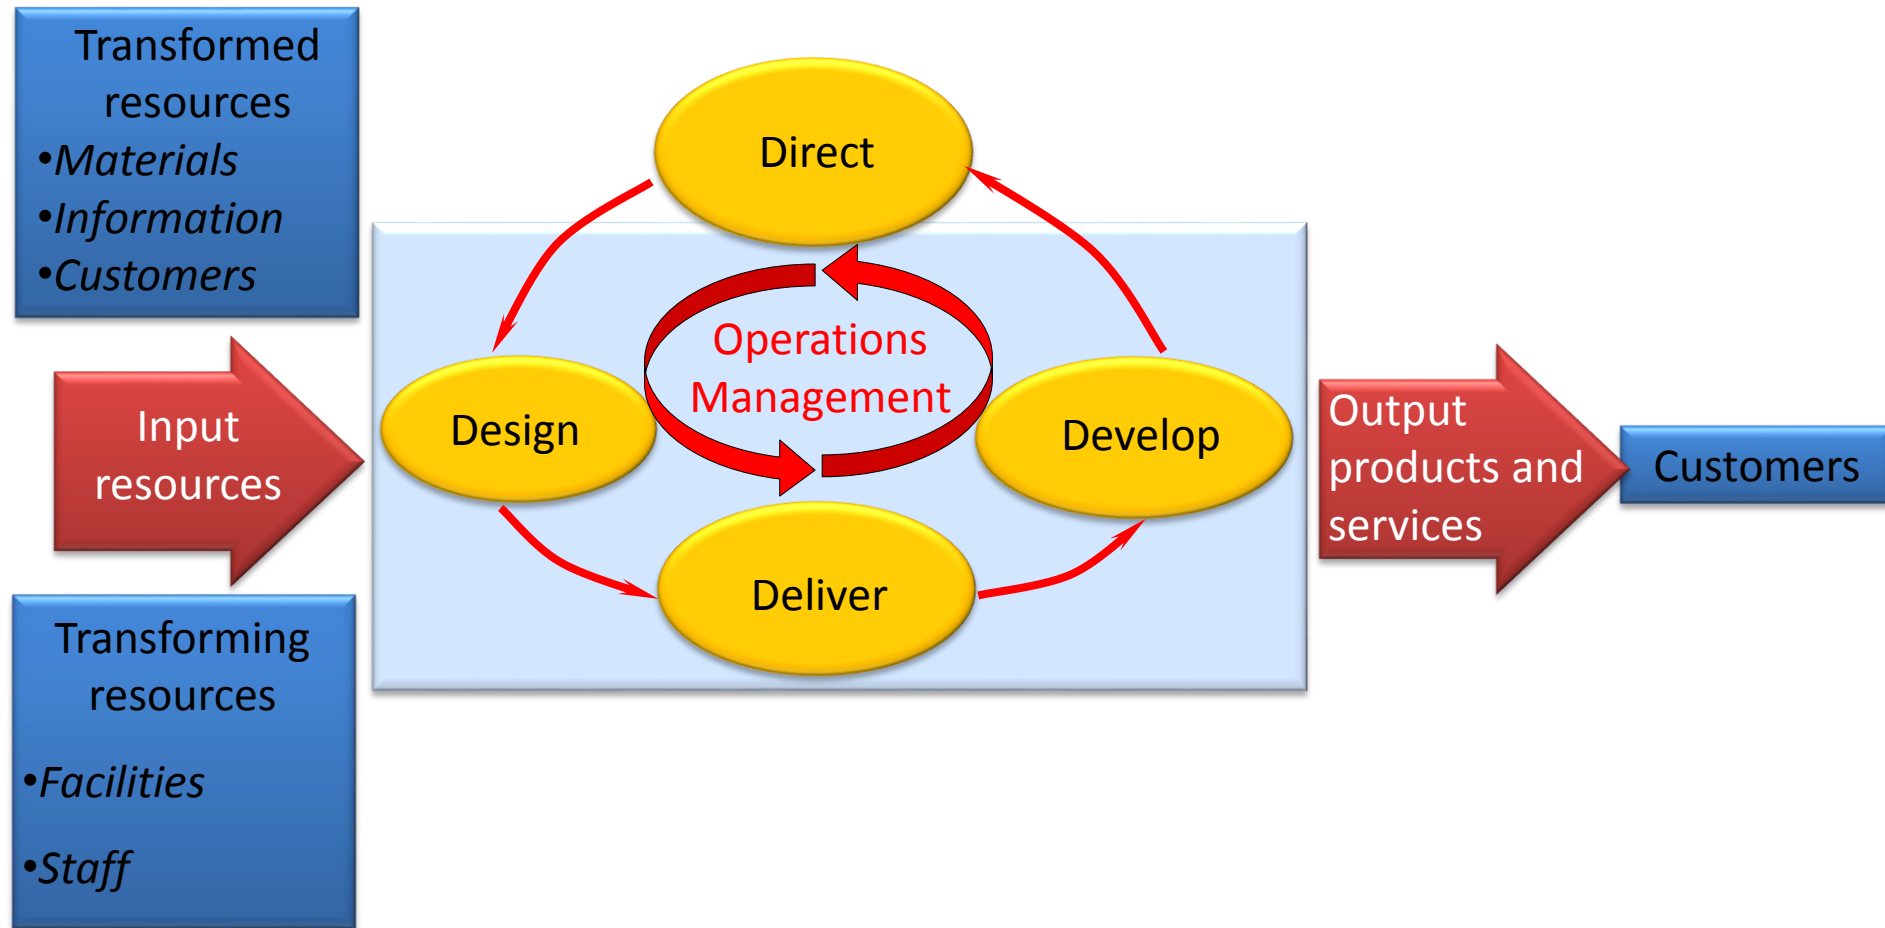 Transformed
resources
•Materials
•Information
•Customers
Input
resources
Transforming
resources
•Facilities
•Staff
Direct
Operations
Management
Design
Develop
Deliver
Output
products and
services
Customers